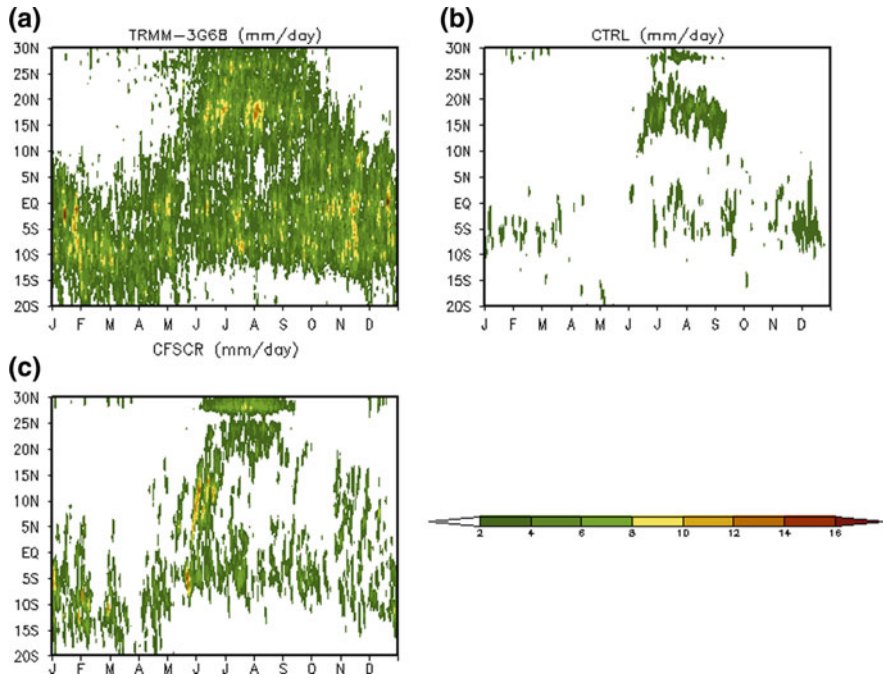 (a)
TRMM-3G68 (mm/day)
30N
25N
20N
15N
10N
5N
EQ
5S
10S
15S
20S
J F M A M J J A S O N D
(b)
CTRL (mm/day)
30N
25N
20N
15N
10N
5N
EQ
5S
10S
15S
20S
J F M A M J J A S O N D
(c)
CFSCR (mm/day)
30N
25N
20N
15N
10N
5N
EQ
5S
10S
15S
20S
J F M A M J J A S O N D
2 4 6 8 10 12 14 16